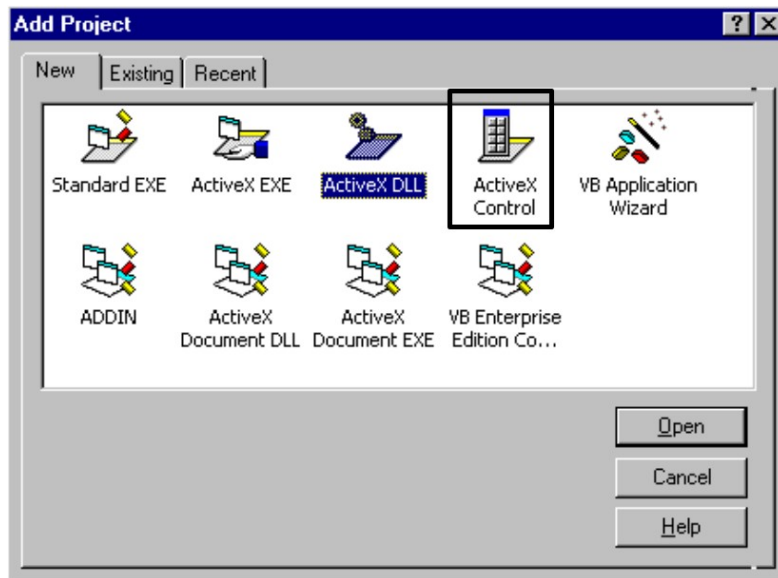 Add Project
New Existing Recent
Standard EXE ActiveX EXE ActiveX DLL ActiveX Control VB Application Wizard
ADDIN ActiveX Document DLL ActiveX Document EXE VB Enterprise Edition Co...
Open
Cancel
Help